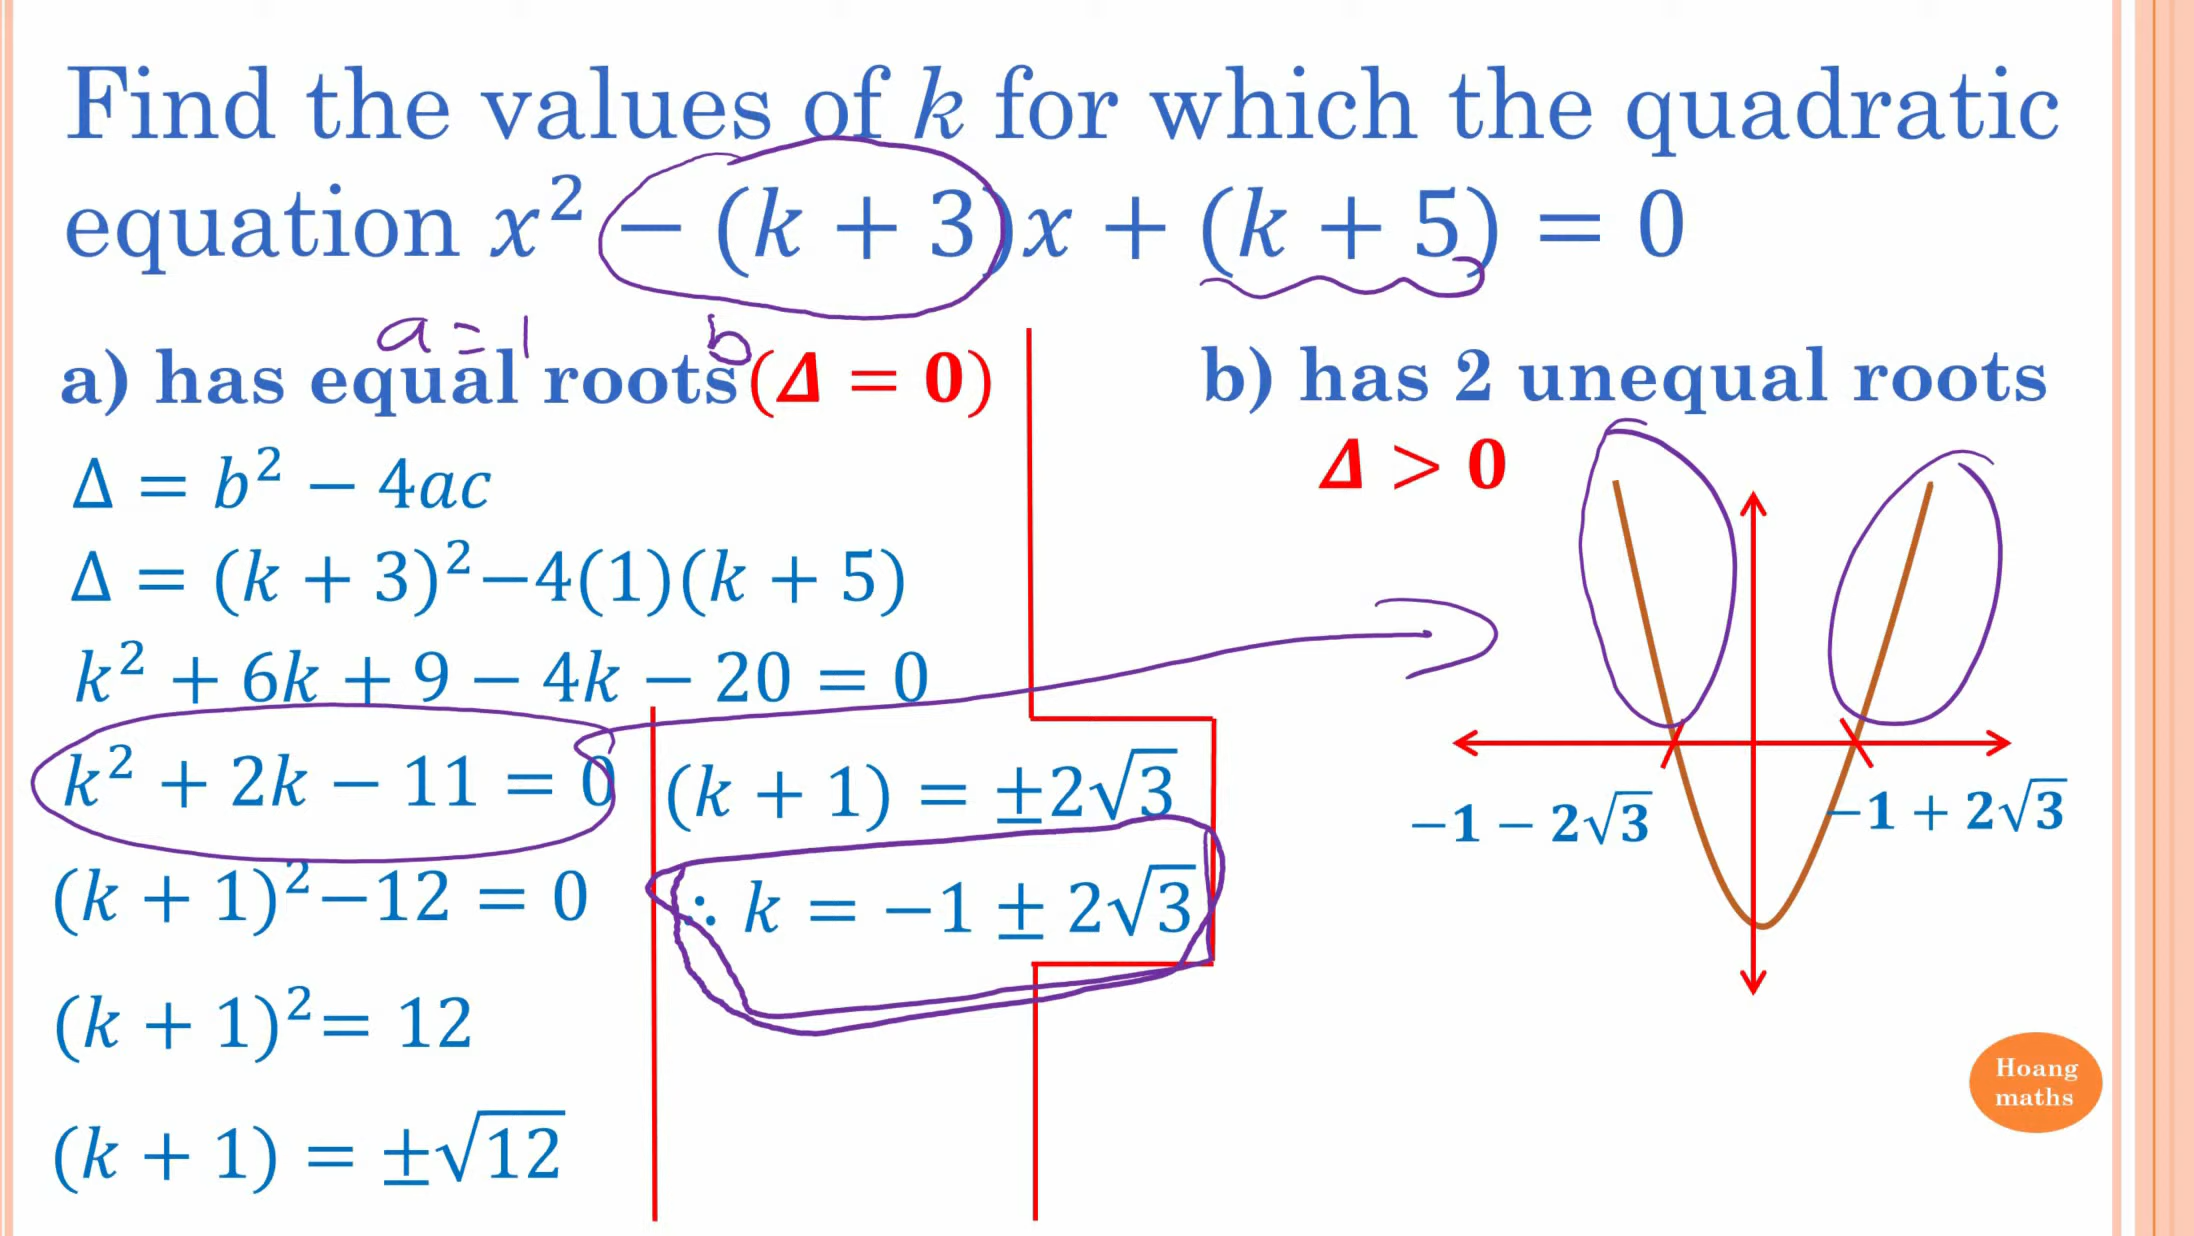 Find the values of k for which the quadratic
equation x² − (k + 3)x + (k + 5) = 0
a = 1
b
a) has equal roots (Δ = 0)
Δ = b² − 4ac
Δ = (k + 3)² −4(1)(k + 5)
k² + 6k + 9 − 4k − 20 = 0
k² + 2k − 11 = 0
(k + 1)² −12 = 0
(k + 1)² = 12
(k + 1) = ±√12
(k + 1) = ±2√3
∴ k = −1 ± 2√3
b) has 2 unequal roots
Δ > 0
−1 − 2√3
−1 + 2√3
Hoang
maths